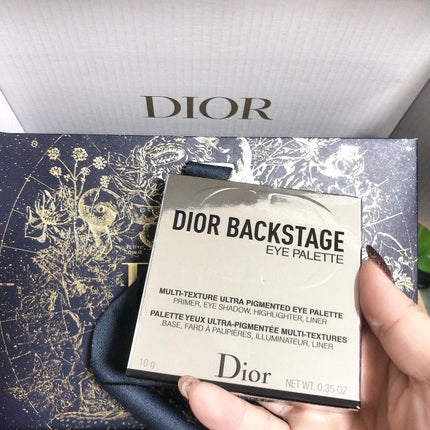 DIOR
DIOR BACKSTAGE
EYE PALETTE
MULTI-TEXTURE ULTRA PIGMENTED EYE PALETTE
PRIMER, EYE SHADOW, HIGHLIGHTER, LINER
PALETTE YEUX ULTRA-PIGMENTÉE MULTI-TEXTURES
BASE, FARD À PAUPIÈRES, ILLUMINATEUR, LINER
10 g
Dior
NET WT. 0.35 OZ